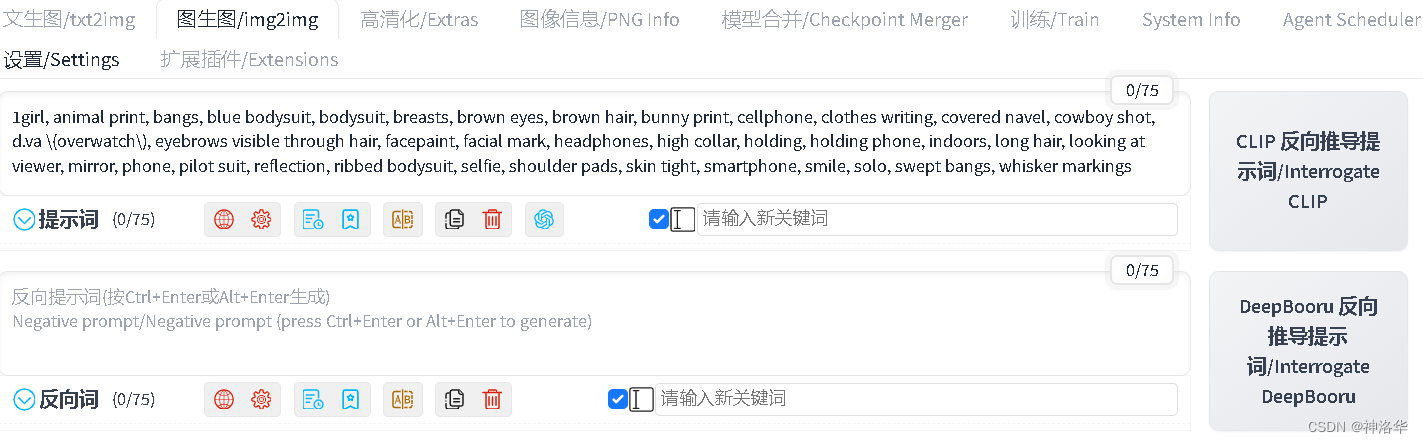 文生图/txt2img 图生图/img2img 高清化/Extras 图像信息/PNG Info 模型合并/Checkpoint Merger 训练/Train System Info Agent Scheduler
设置/Settings 扩展插件/Extensions
0/75
1girl, animal print, bangs, blue bodysuit, bodysuit, breasts, brown eyes, brown hair, bunny print, cellphone, clothes writing, covered navel, cowboy shot,
d.va \(overwatch\), eyebrows visible through hair, facepaint, facial mark, headphones, high collar, holding, holding phone, indoors, long hair, looking at
viewer, mirror, phone, pilot suit, reflection, ribbed bodysuit, selfie, shoulder pads, skin tight, smartphone, smile, solo, swept bangs, whisker markings
CLIP 反向推导提
示词/Interrogate
CLIP
提示词 (0/75) 请输入新关键词
0/75
反向提示词(按Ctrl+Enter或Alt+Enter生成)
Negative prompt/Negative prompt (press Ctrl+Enter or Alt+Enter to generate)
DeepBooru 反向
推导提示
词/Interrogate
DeepBooru
反向词 (0/75) 请输入新关键词
CSDN @神洛华